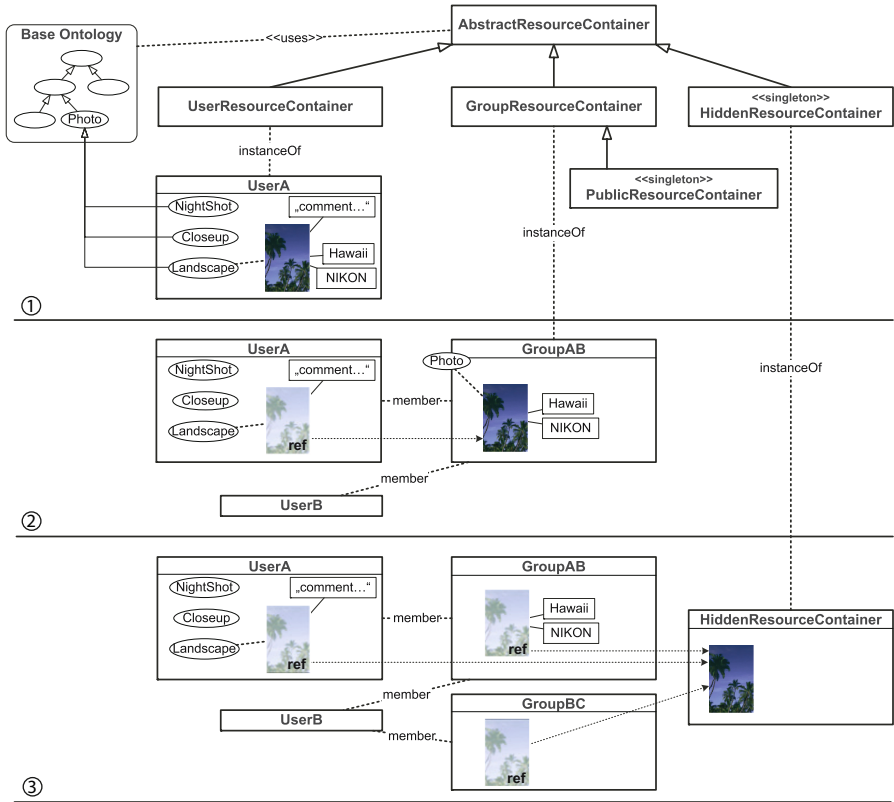 AbstractResourceContainer
Base Ontology
<<uses>>
Photo
UserResourceContainer
GroupResourceContainer
<<singleton>>
HiddenResourceContainer
<<singleton>>
PublicResourceContainer
instanceOf
instanceOf
UserA
NightShot
„comment...“
Closeup
Hawaii
Landscape
NIKON
①
UserA
NightShot
„comment...“
Closeup
Landscape
ref
member
GroupAB
Photo
Hawaii
NIKON
instanceOf
member
UserB
②
UserA
NightShot
„comment...“
Closeup
Landscape
ref
member
GroupAB
Hawaii
NIKON
ref
HiddenResourceContainer
member
UserB
member
GroupBC
ref
③